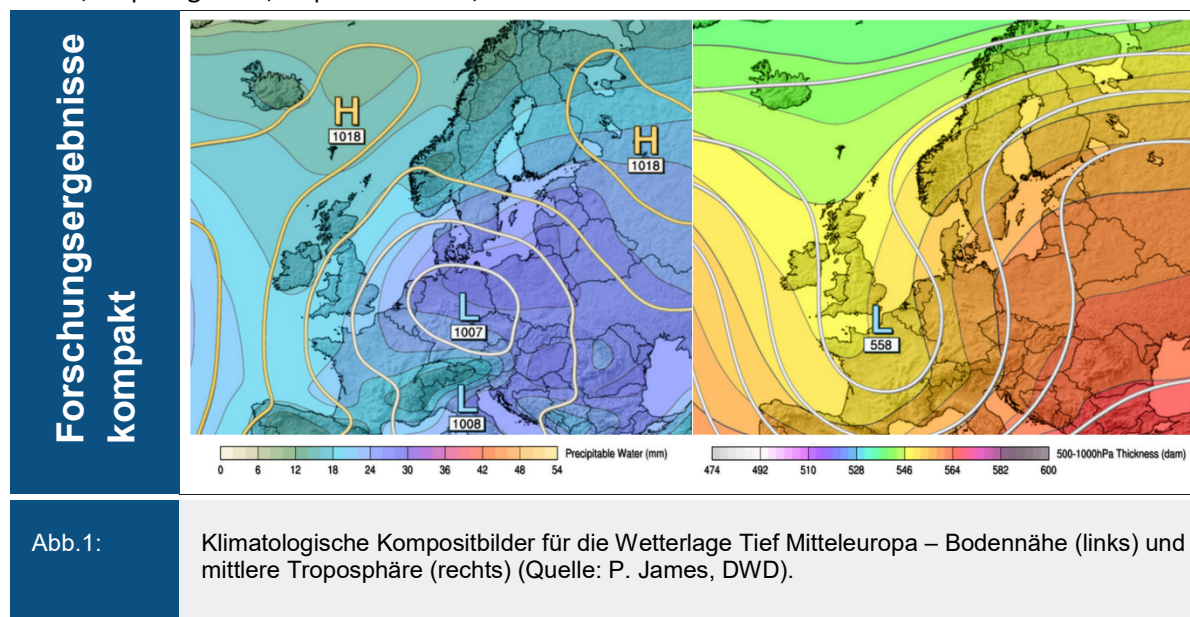 Forschungsergebnisse
kompakt
H
1018
H
1018
L
1007
L
1008
L
558
Precipitable Water (mm)
0 6 12 18 24 30 36 42 48 54
500-1000hPa Thickness (dam)
474 492 510 528 546 564 582 600
Abb.1:
Klimatologische Kompositbilder für die Wetterlage Tief Mitteleuropa – Bodennähe (links) und
mittlere Troposphäre (rechts) (Quelle: P. James, DWD).